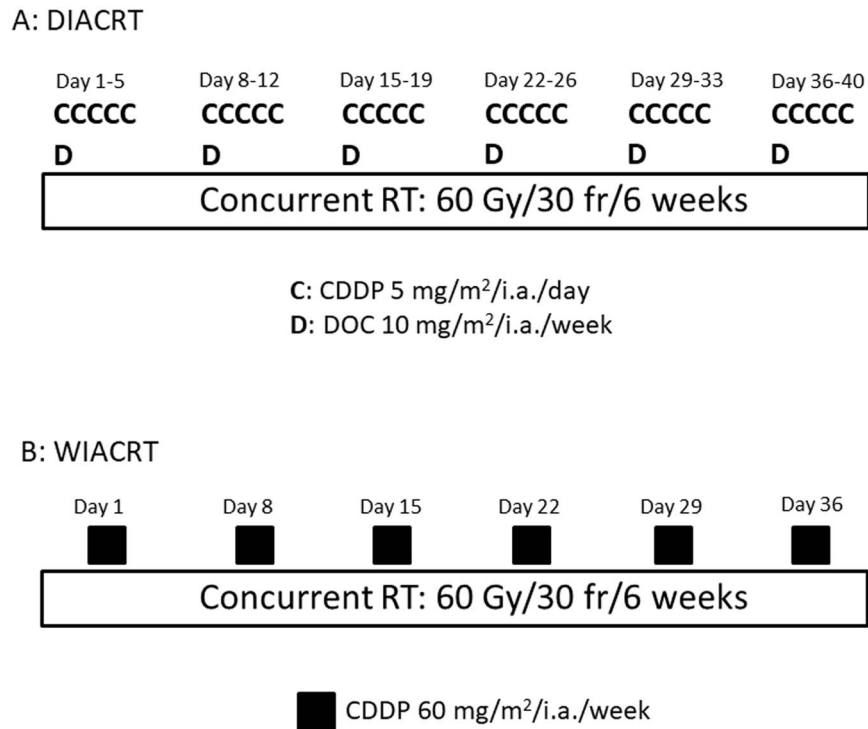 A: DIACRT
Day 1-5 Day 8-12 Day 15-19 Day 22-26 Day 29-33 Day 36-40
CCCCC CCCCC CCCCC CCCCC CCCCC CCCCC
D D D D D D
Concurrent RT: 60 Gy/30 fr/6 weeks
C: CDDP 5 mg/m²/i.a./day
D: DOC 10 mg/m²/i.a./week
B: WIACRT
Day 1 Day 8 Day 15 Day 22 Day 29 Day 36
Concurrent RT: 60 Gy/30 fr/6 weeks
CDDP 60 mg/m²/i.a./week